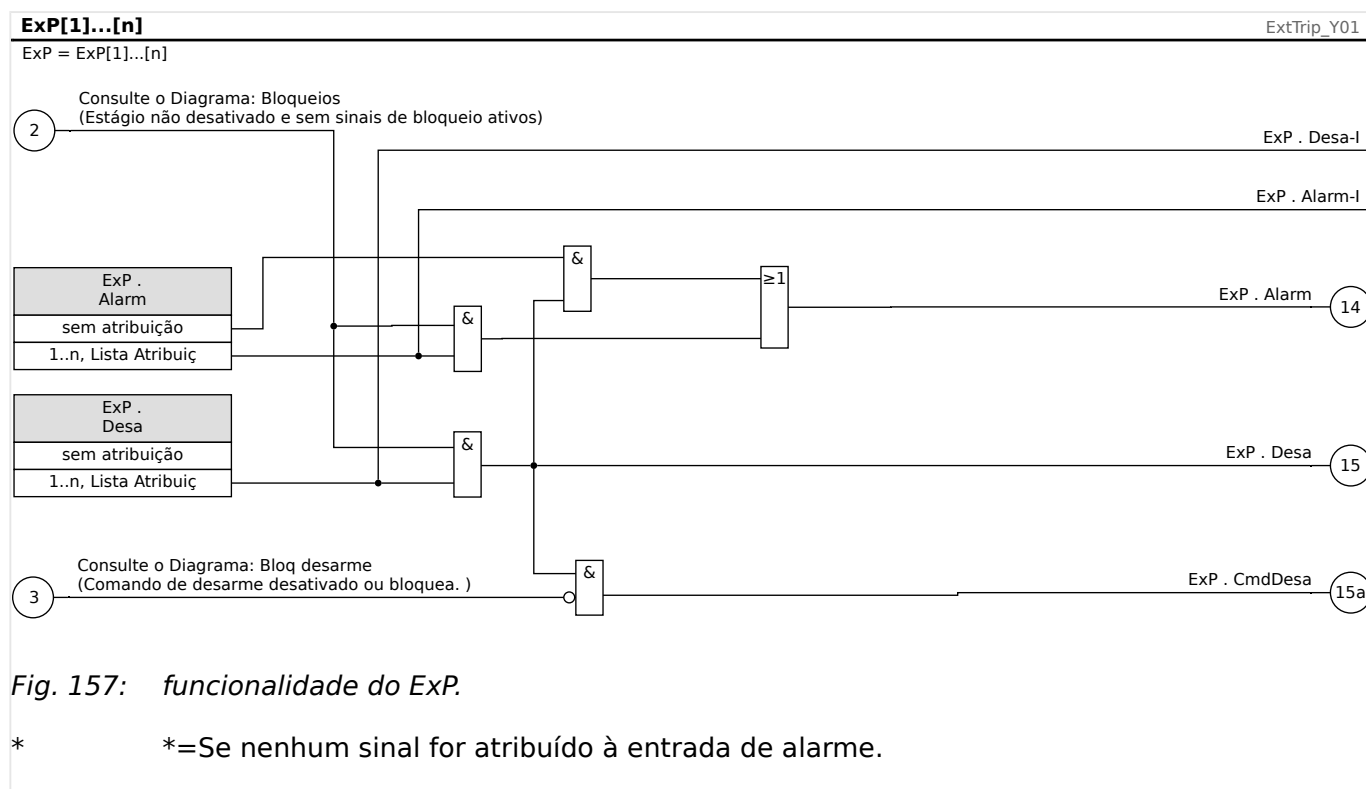 ExP[1]...[n]
ExtTrip_Y01
ExP = ExP[1]...[n]
Consulte o Diagrama: Bloqueios
(Estágio não desativado e sem sinais de bloqueio ativos)
2
ExP . Desa-I
ExP . Alarm-I
&
≥1
ExP .
Alarm
sem atribuição
1..n, Lista Atribuiç
&
ExP . Alarm
14
ExP .
Desa
sem atribuição
1..n, Lista Atribuiç
&
ExP . Desa
15
Consulte o Diagrama: Bloq desarme
(Comando de desarme desativado ou bloquea. )
3
&
ExP . CmdDesa
15a
Fig. 157: funcionalidade do ExP.
* *=Se nenhum sinal for atribuído à entrada de alarme.